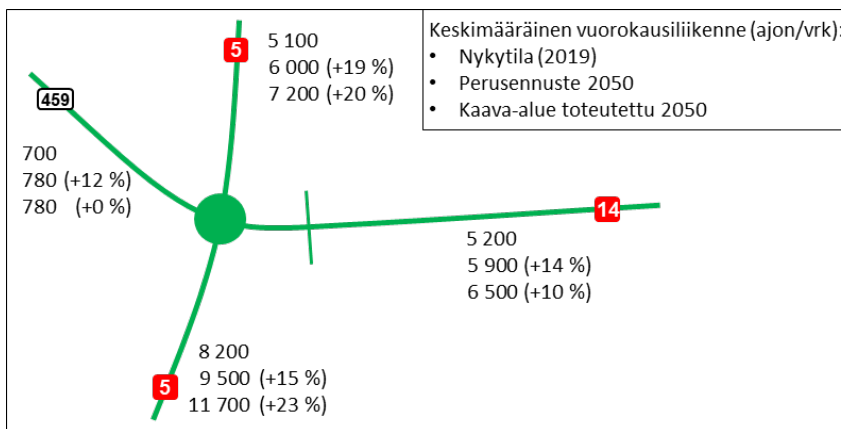 Keskimääräinen vuorokausiliikenne (ajon/vrk):
• Nykytila (2019)
• Perusennuste 2050
• Kaava-alue toteutettu 2050
5
5 100
6 000 (+19 %)
7 200 (+20 %)
459
700
780 (+12 %)
780 (+0 %)
14
5 200
5 900 (+14 %)
6 500 (+10 %)
5
8 200
9 500 (+15 %)
11 700 (+23 %)